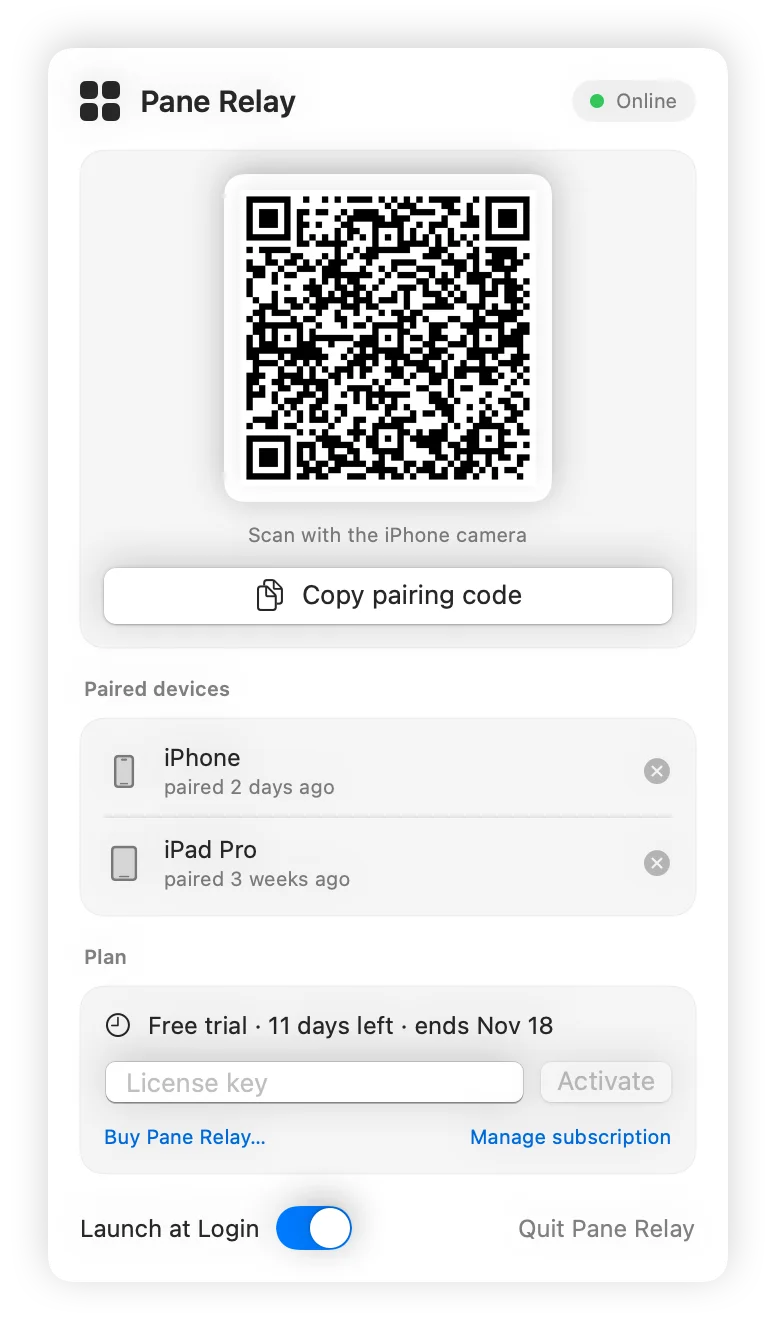 Pane Relay
Online
Scan with the iPhone camera
Copy pairing code
Paired devices
iPhone
paired 2 days ago
iPad Pro
paired 3 weeks ago
Plan
Free trial · 11 days left · ends Nov 18
License key
Activate
Buy Pane Relay...
Manage subscription
Launch at Login
Quit Pane Relay